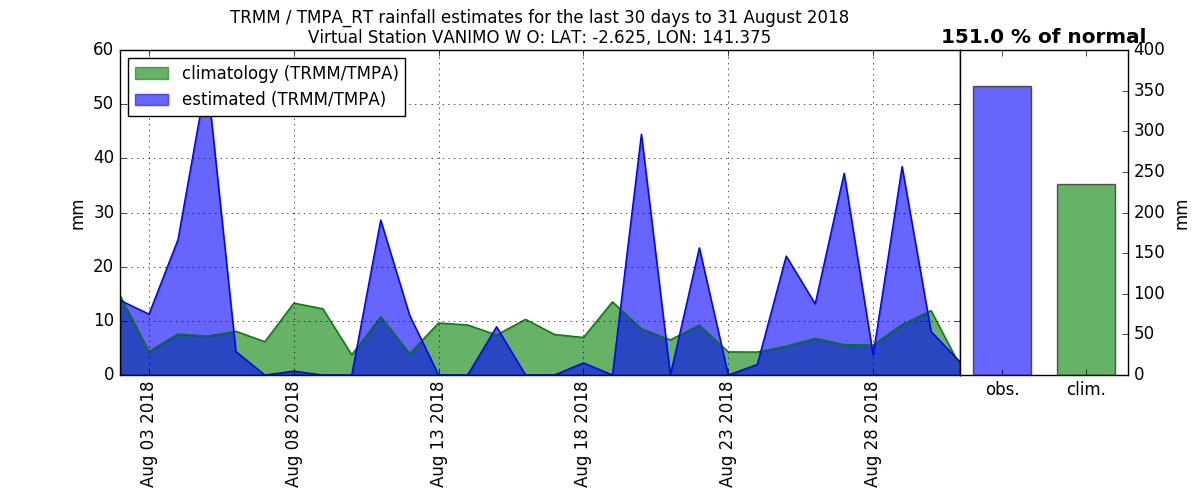 TRMM / TMPA_RT rainfall estimates for the last 30 days to 31 August 2018
Virtual Station VANIMO W O: LAT: -2.625, LON: 141.375
151.0 % of normal
climatology (TRMM/TMPA)
estimated (TRMM/TMPA)
60
50
40
30
20
10
0
mm
Aug 03 2018
Aug 08 2018
Aug 13 2018
Aug 18 2018
Aug 23 2018
Aug 28 2018
obs.
clim.
400
350
300
250
200
150
100
50
0
mm